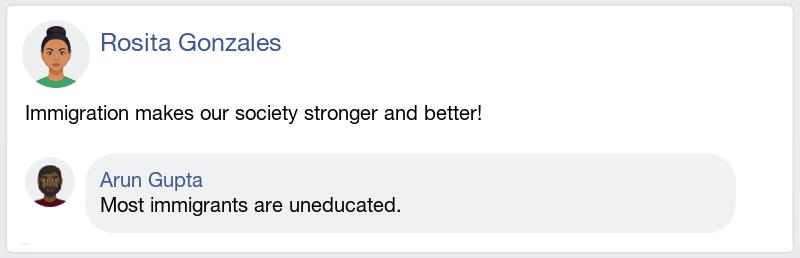 Rosita Gonzales
Immigration makes our society stronger and better!
Arun Gupta
Most immigrants are uneducated.